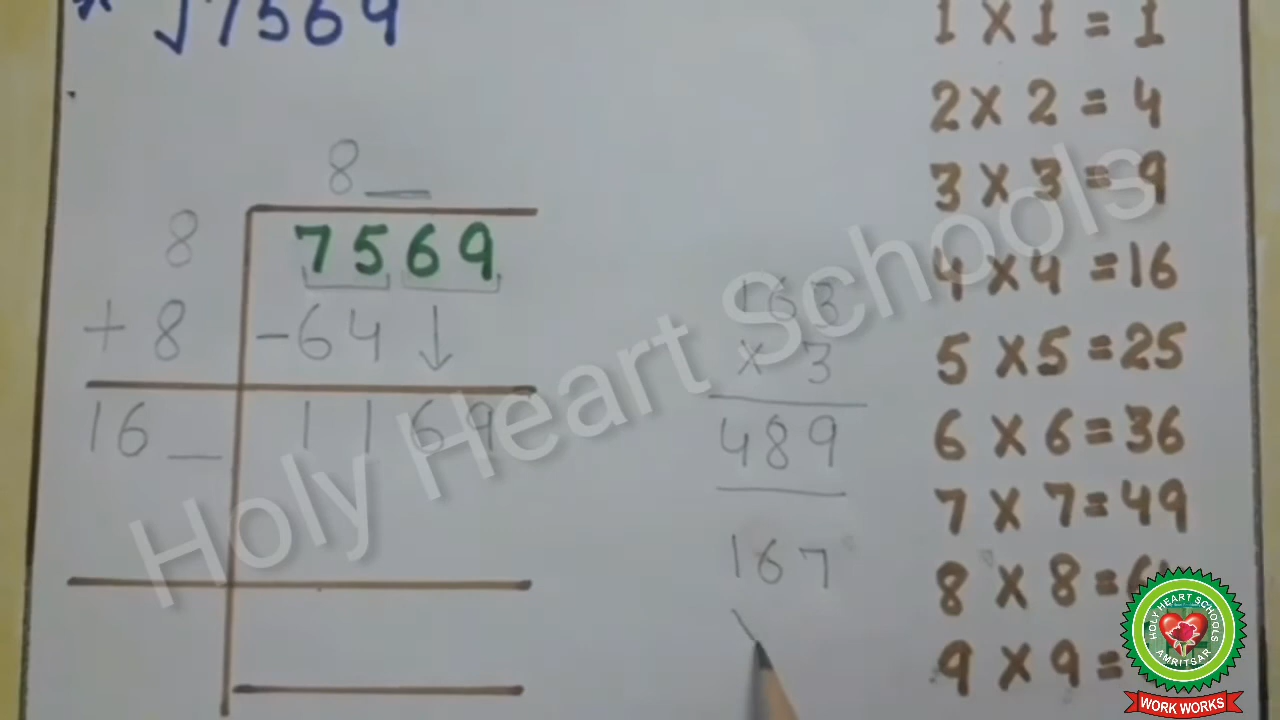 √7569
8 _
8 7569
+ 8 - 64 ↓
16 _ 1169
163
× 3
489
167
1 X 1 = 1
2 X 2 = 4
3 X 3 = 9
4 X 4 = 16
5 X 5 = 25
6 X 6 = 36
7 X 7 = 49
8 X 8 = 6
9 X 9 =
Holy Heart Schools
HOLY HEART SCHOOLS
AMRITSAR
WORK WORKS